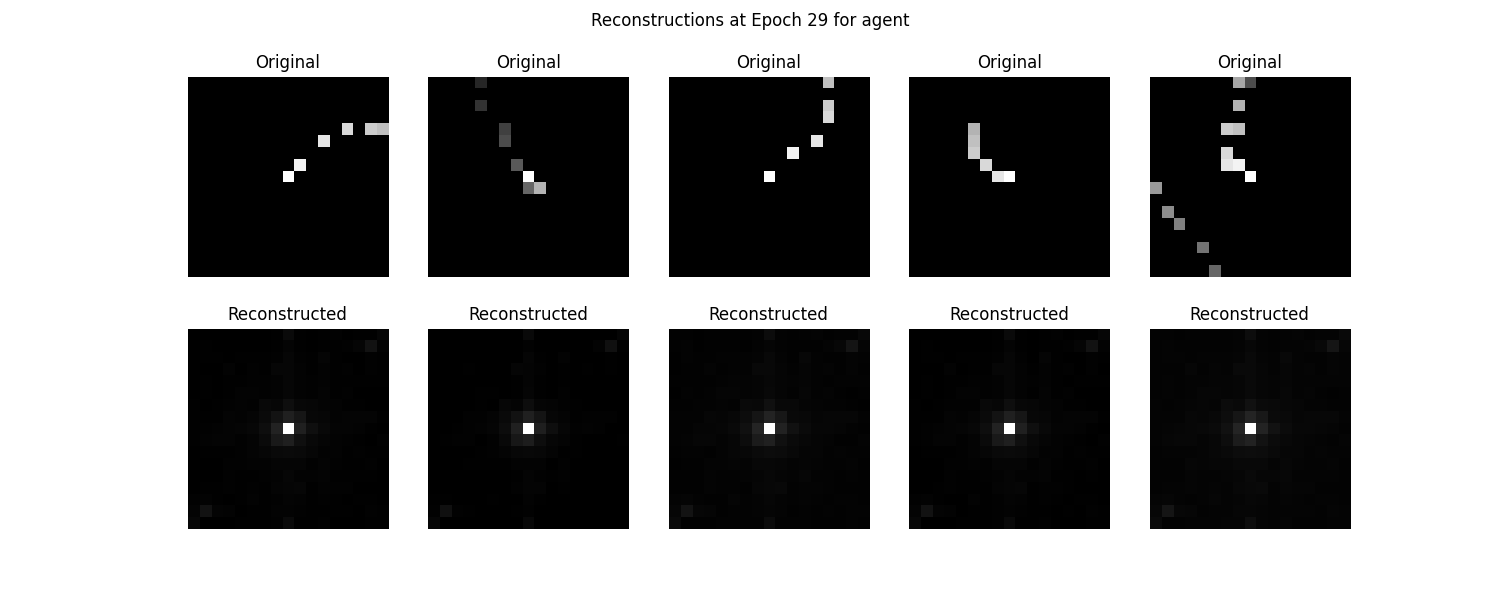 Reconstructions at Epoch 29 for agent
Original Original Original Original Original
Reconstructed Reconstructed Reconstructed Reconstructed Reconstructed